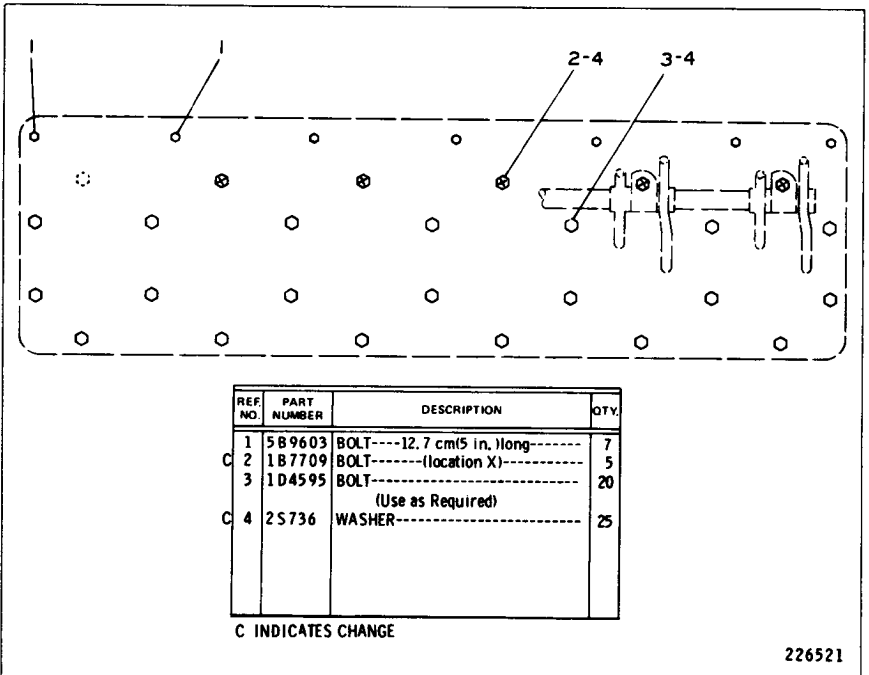 1 1 2-4 3-4
REF. NO. PART NUMBER DESCRIPTION QTY.
1 5B9603 BOLT----12.7 cm(5 in.)long------- 7
C 2 1B7709 BOLT-------(location X)---------- 5
3 1D4595 BOLT----------------------------- 20
(Use as Required)
C 4 2S736 WASHER-------------------------- 25
C INDICATES CHANGE
226521